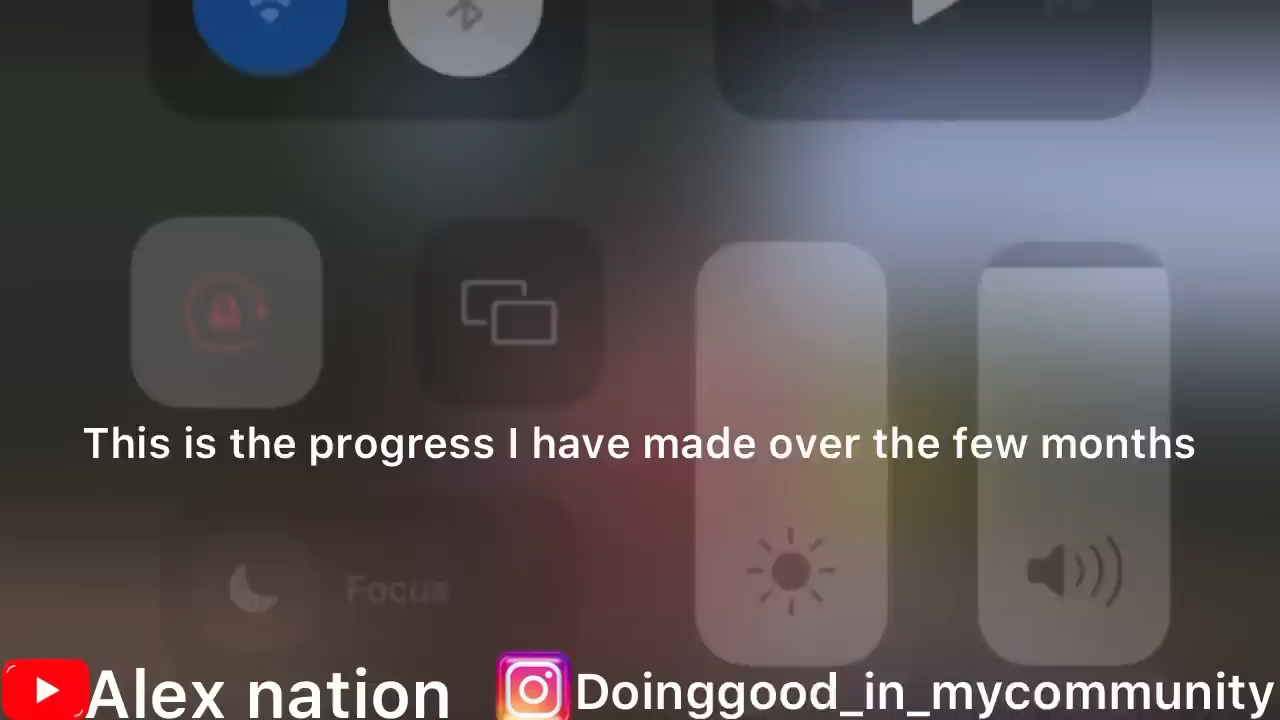 This is the progress I have made over the few months
Focus
Alex nation
Doinggood_in_mycommunity